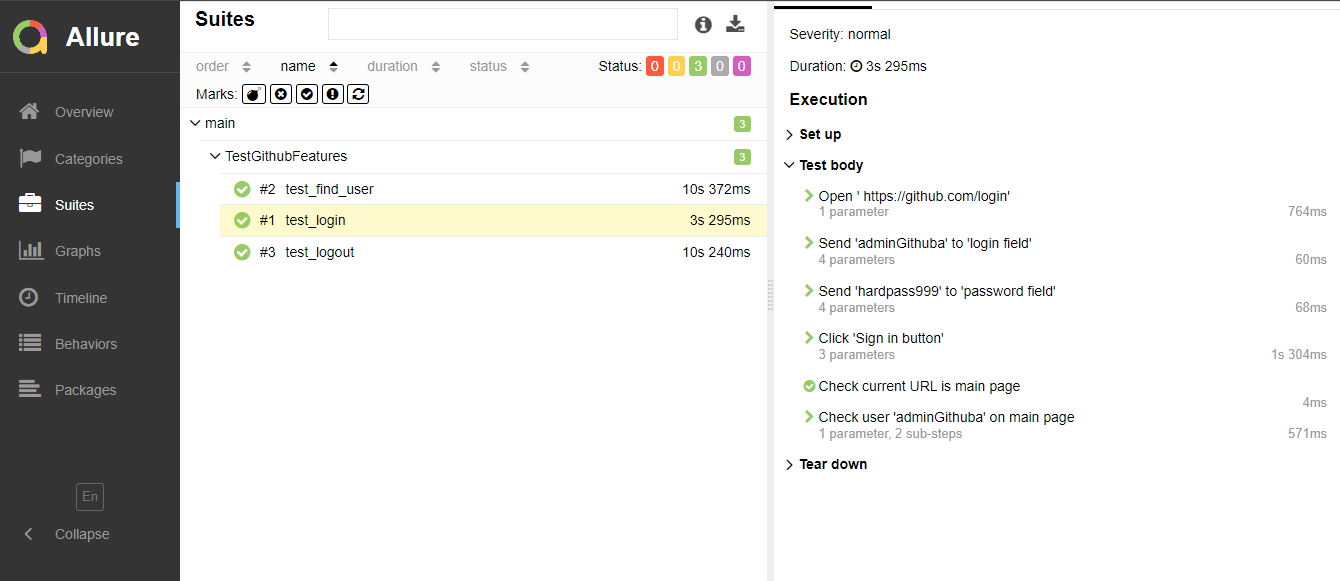 Allure
Overview
Categories
Suites
Graphs
Timeline
Behaviors
Packages
En
Collapse
Suites
order name duration status Status: 0 0 3 0 0
Marks:
main 3
TestGithubFeatures 3
#2 test_find_user 10s 372ms
#1 test_login 3s 295ms
#3 test_logout 10s 240ms
Severity: normal
Duration: 3s 295ms
Execution
Set up
Test body
Open ' https://github.com/login'
1 parameter 764ms
Send 'adminGithuba' to 'login field'
4 parameters 60ms
Send 'hardpass999' to 'password field'
4 parameters 68ms
Click 'Sign in button'
3 parameters 1s 304ms
Check current URL is main page
4ms
Check user 'adminGithuba' on main page
1 parameter, 2 sub-steps 571ms
Tear down